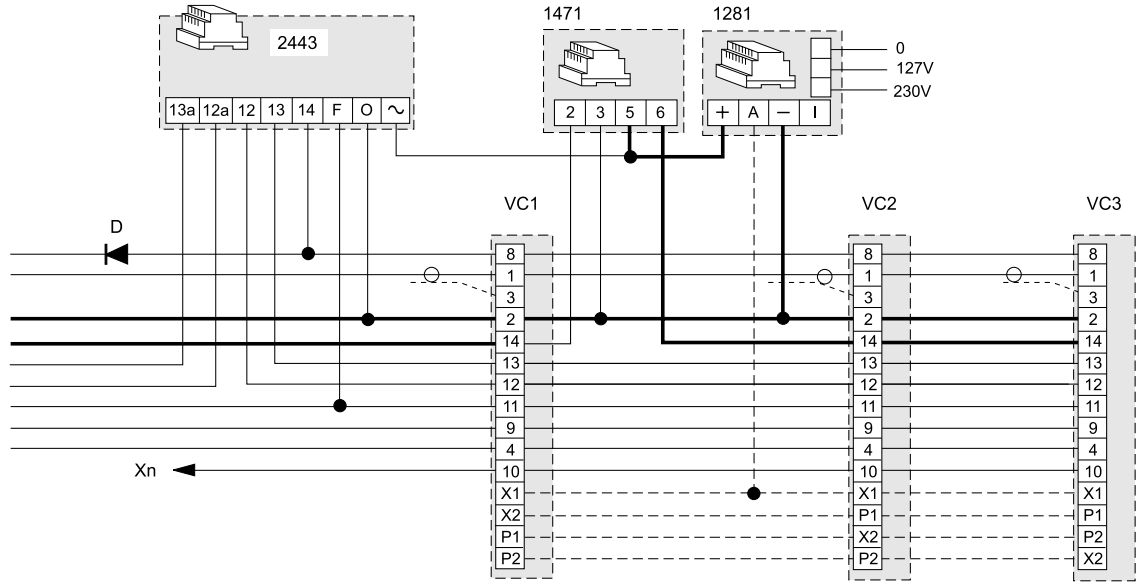 1471 1281
2443
0
127V
230V
13a 12a 12 13 14 F O ~
2 3 5 6
+ A − I
VC1 VC2 VC3
D
8 8 8
1 1 1
3 3 3
2 2 2
14 14 14
13 13 13
12 12 12
11 11 11
9 9 9
4 4 4
Xn 10 10 10
X1 X1 X1
X2 P1 P1
P1 X2 P2
P2 P2 X2